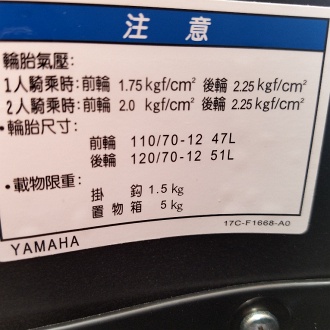 注意
輪胎氣壓:
1人騎乘時:前輪 1.75 kgf/cm² 後輪 2.25 kgf/cm²
2人騎乘時:前輪 2.0 kgf/cm² 後輪 2.25 kgf/cm²
•輪胎尺寸:
前輪 110/70-12 47L
後輪 120/70-12 51L
•載物限重:
掛鈎 1.5 kg
置物箱 5 kg
17C-F1668-A0
YAMAHA